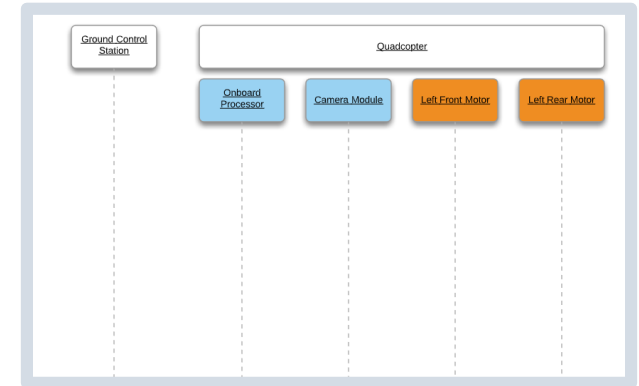 Ground Control
Station
Quadcopter
Onboard
Processor
Camera Module
Left Front Motor
Left Rear Motor